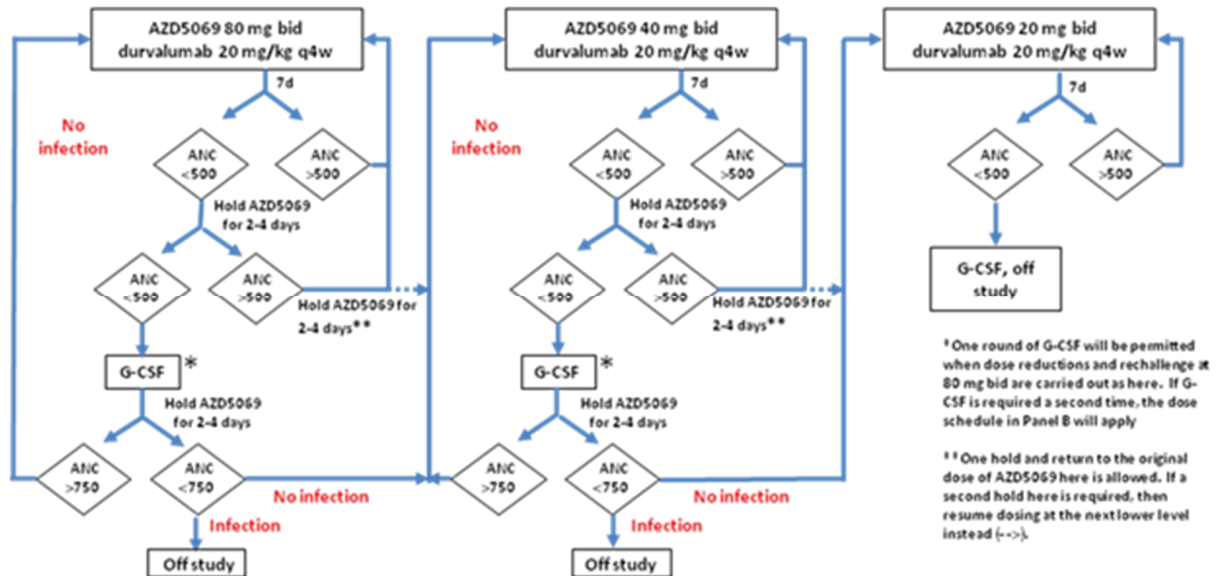 AZD5069 80 mg bid
durvalumab 20 mg/kg q4w
7d
No
infection
ANC
<500
ANC
>500
Hold AZD5069
for 2-4 days
ANC
<500
ANC
>500
Hold AZD5069 for
2-4 days**
G-CSF
*
Hold AZD5069
for 2-4 days
ANC
>750
ANC
<750
No infection
Infection
Off study
AZD5069 40 mg bid
durvalumab 20 mg/kg q4w
7d
No
infection
ANC
<500
ANC
>500
Hold AZD5069
for 2-4 days
ANC
<500
ANC
>500
Hold AZD5069 for
2-4 days**
G-CSF
*
Hold AZD5069
for 2-4 days
ANC
>750
ANC
<750
No infection
Infection
Off study
AZD5069 20 mg bid
durvalumab 20 mg/kg q4w
7d
ANC
<500
ANC
>500
G-CSF, off
study
*One round of G-CSF will be permitted
when dose reductions and rechallenge at
80 mg bid are carried out as here. If G-
CSF is required a second time, the dose
schedule in Panel B will apply
**One hold and return to the original
dose of AZD5069 here is allowed. If a
second hold here is required, then
resume dosing at the next lower level
instead (-->).